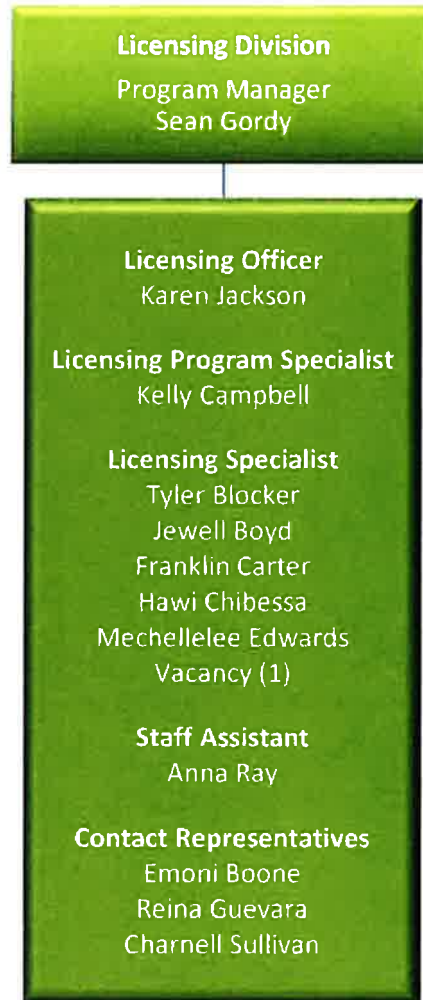 Licensing Division
Program Manager
Sean Gordy
Licensing Officer
Karen Jackson
Licensing Program Specialist
Kelly Campbell
Licensing Specialist
Tyler Blocker
Jewell Boyd
Franklin Carter
Hawi Chibessa
Mechellelee Edwards
Vacancy (1)
Staff Assistant
Anna Ray
Contact Representatives
Emoni Boone
Reina Guevara
Charnell Sullivan